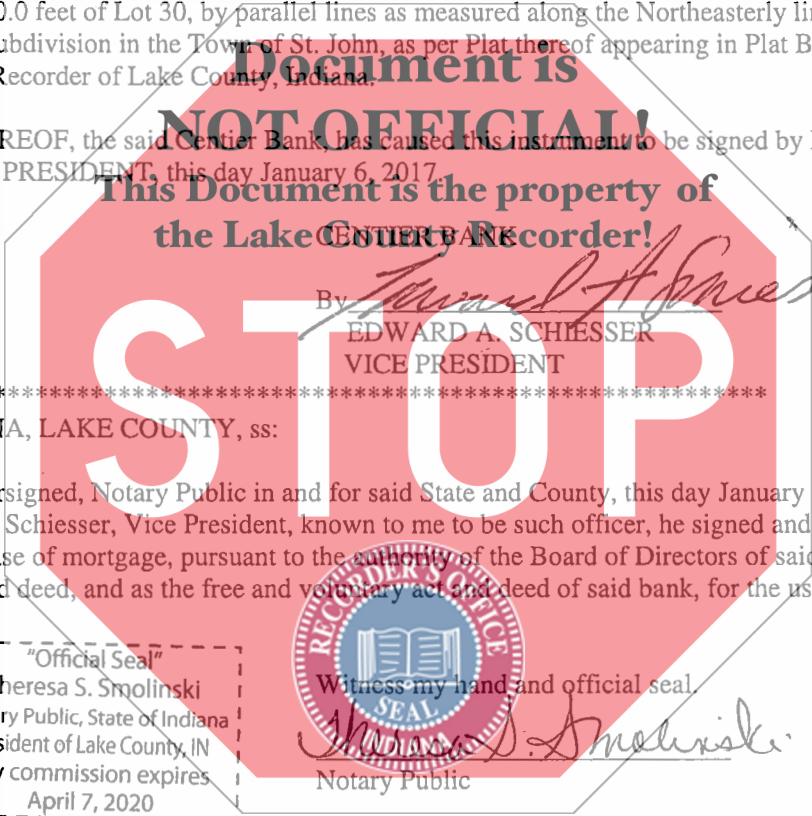 0.0 feet of Lot 30, by parallel lines as measured along the Northeasterly li
ubdivision in the Town of St. John, as per Plat thereof appearing in Plat B
Recorder of Lake County, Indiana.
Document is
NOT OFFICIAL!
REOF, the said Centier Bank, has caused this instrument to be signed by
PRESIDENT, this day January 6, 2017.
This Document is the property of
the Lake County Recorder!
CENTIER BANK
By Edward A Schies
EDWARD A. SCHIESSER
VICE PRESIDENT
STOP
*******************************************************
IA, LAKE COUNTY, ss:
rsigned, Notary Public in and for said State and County, this day January
Schiesser, Vice President, known to me to be such officer, he signed and
se of mortgage, pursuant to the authority of the Board of Directors of said
d deed, and as the free and voluntary act and deed of said bank, for the us
RECORDER'S OFFICE
SEAL
INDIANA
"Official Seal"
heresa S. Smolinski
ry Public, State of Indiana
sident of Lake County, IN
y commission expires
April 7, 2020
Witness my hand and official seal.
Theresa S. Smolinski
Notary Public